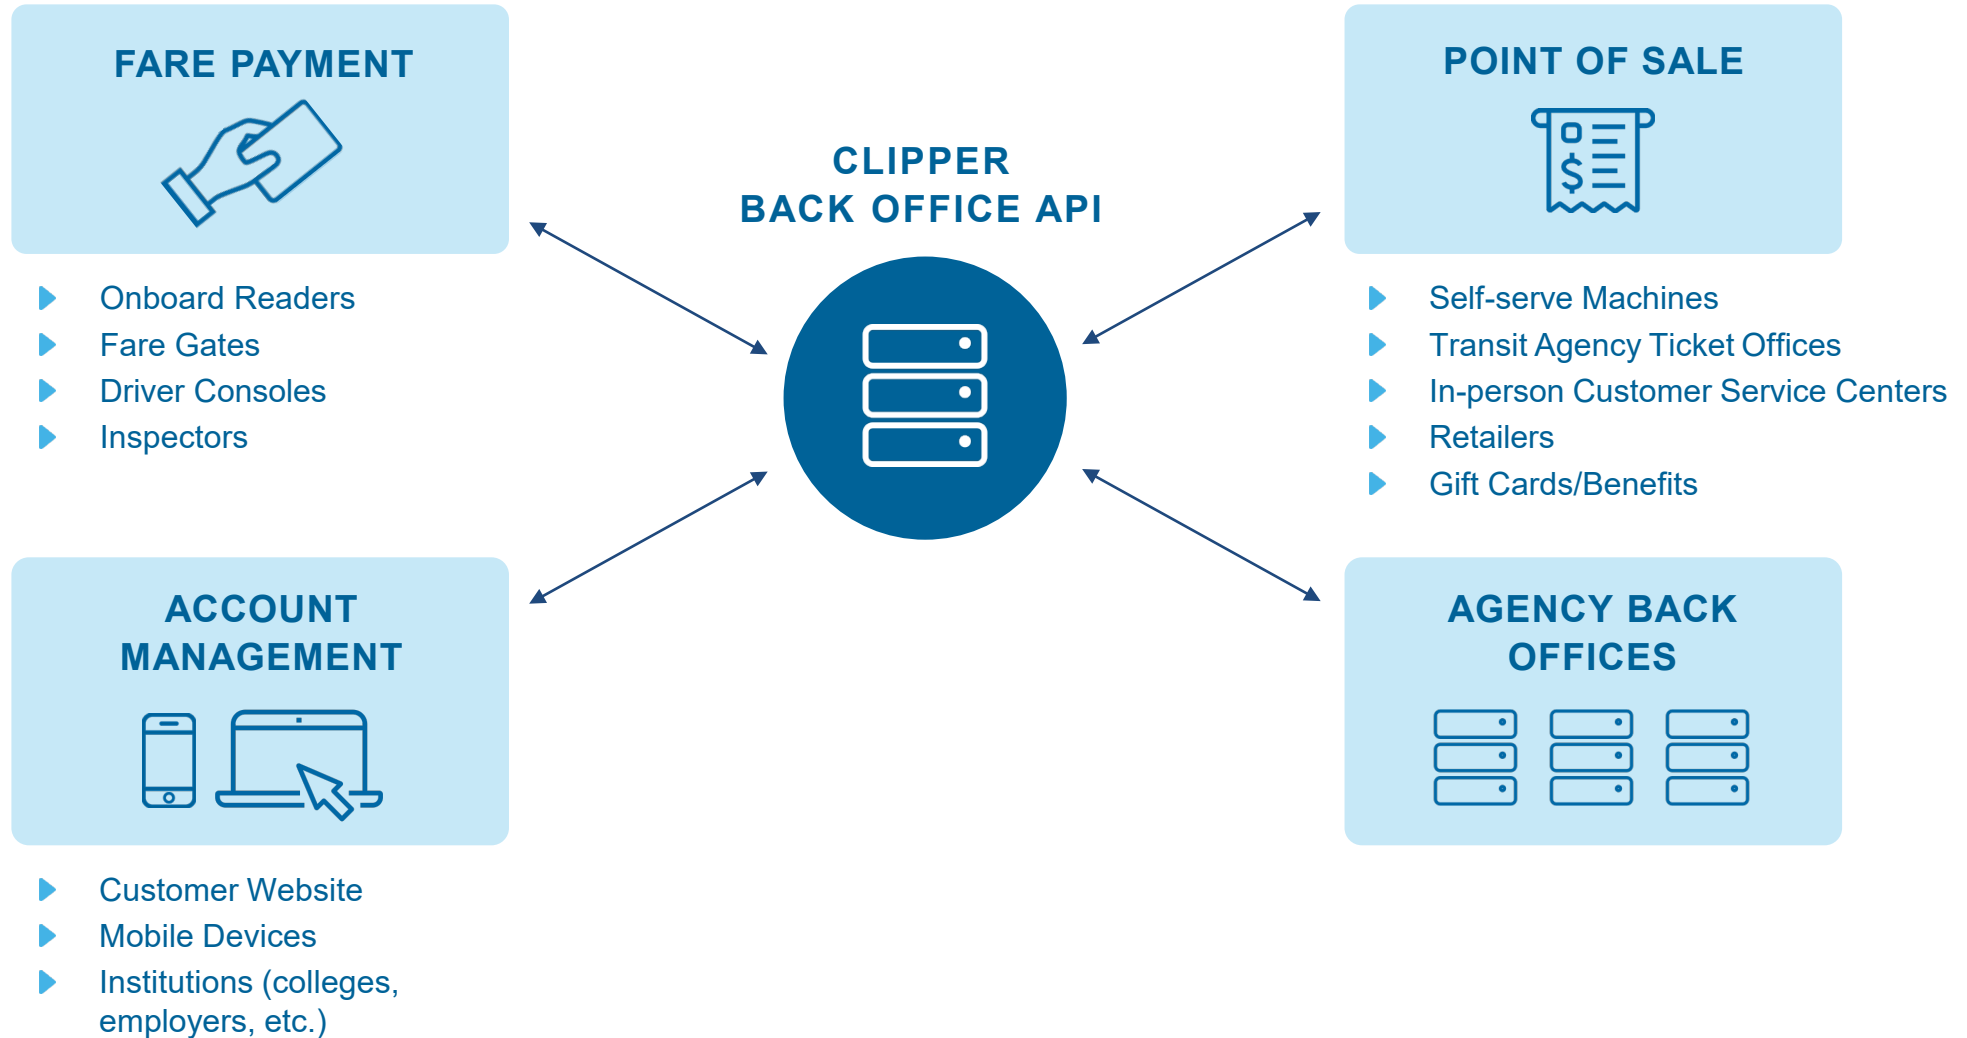 FARE PAYMENT
Onboard Readers
Fare Gates
Driver Consoles
Inspectors
CLIPPER
BACK OFFICE API
POINT OF SALE
$
Self-serve Machines
Transit Agency Ticket Offices
In-person Customer Service Centers
Retailers
Gift Cards/Benefits
ACCOUNT
MANAGEMENT
Customer Website
Mobile Devices
Institutions (colleges,
employers, etc.)
AGENCY BACK
OFFICES